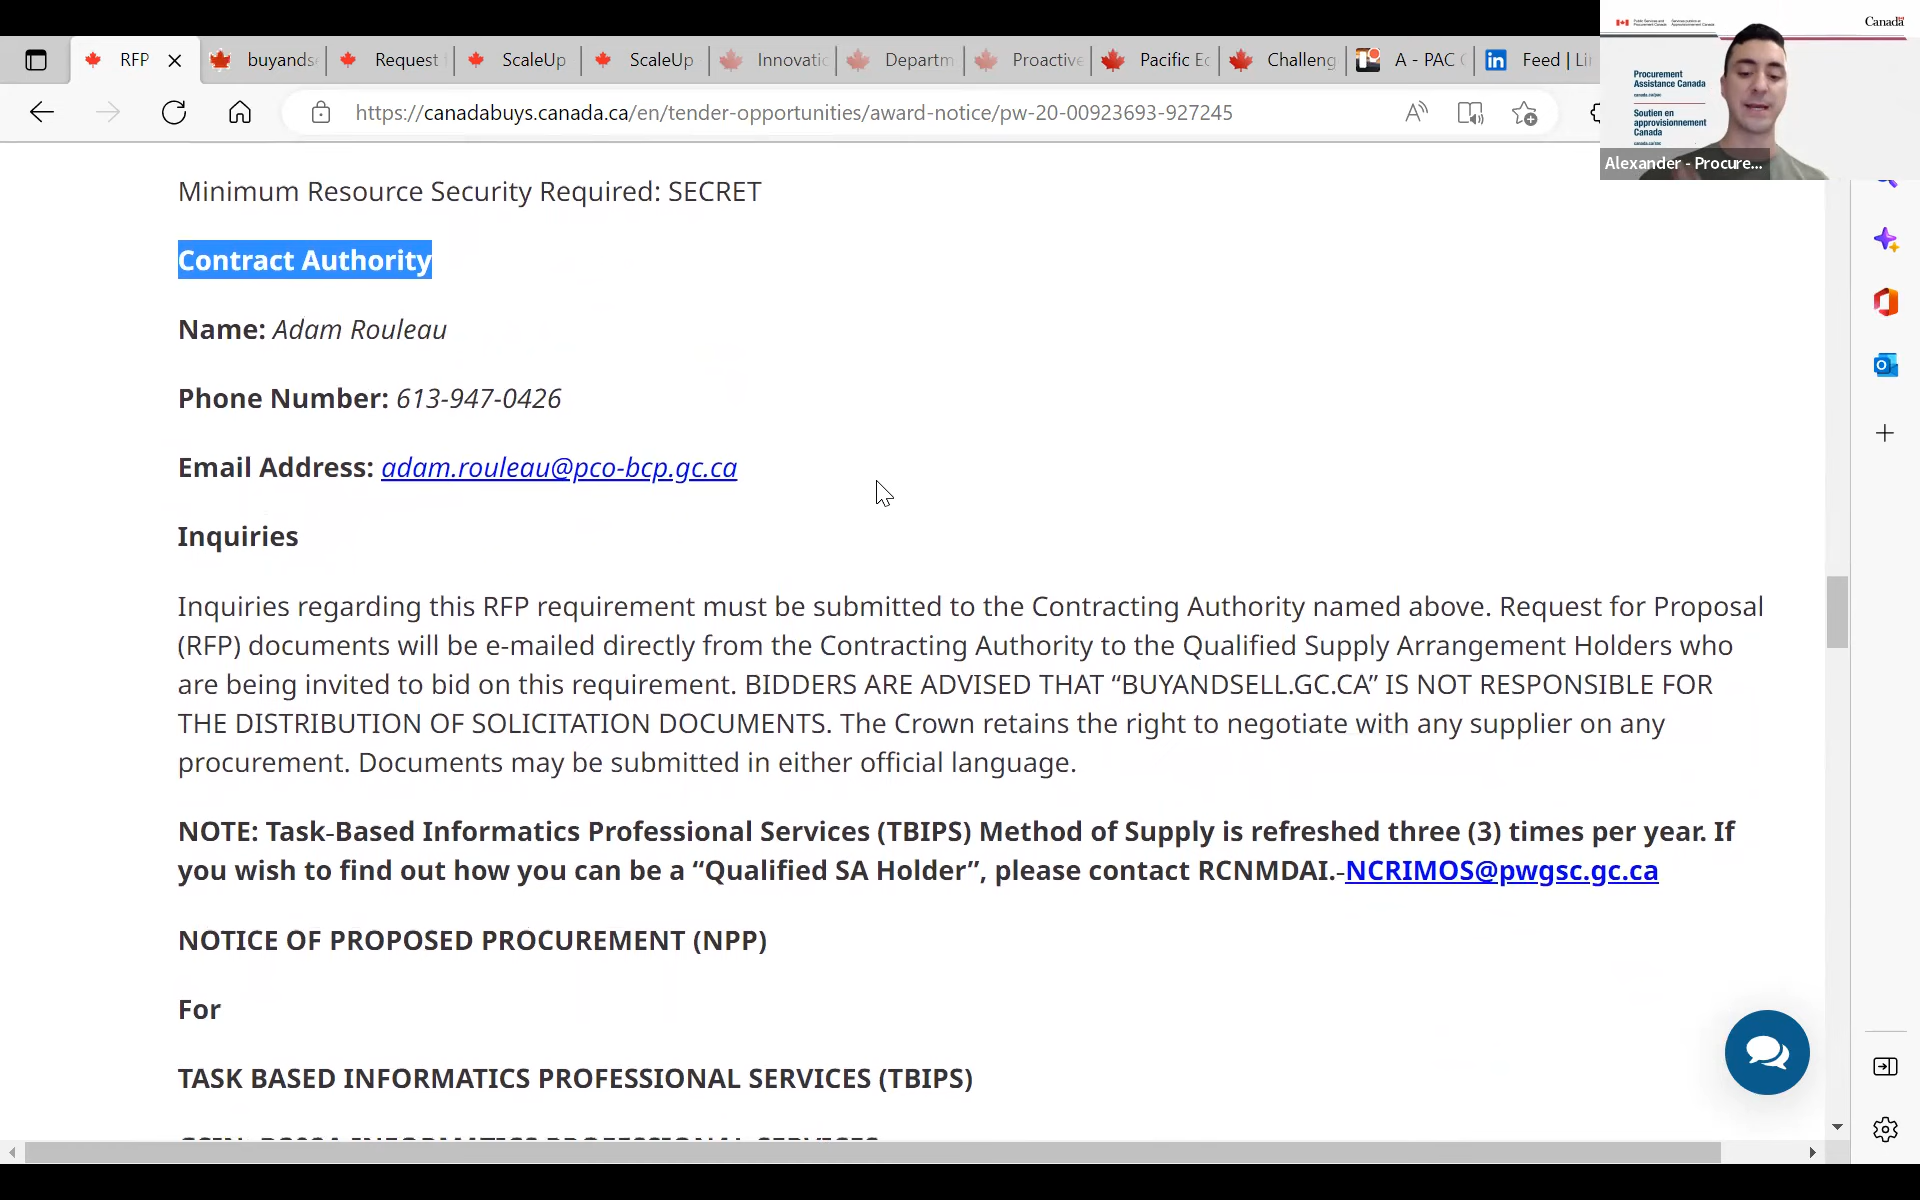 RFP
buyands
Request
ScaleUp
ScaleUp
Innovati
Departm
Proactive
Pacific Ec
Challeng
A - PAC
Feed | Li
https://canadabuys.canada.ca/en/tender-opportunities/award-notice/pw-20-00923693-927245
Canada
Procurement
Assistance Canada
Soutien en
approvisionnement
Canada
Alexander - Procure...
Minimum Resource Security Required: SECRET
Contract Authority
Name: Adam Rouleau
Phone Number: 613-947-0426
Email Address: adam.rouleau@pco-bcp.gc.ca
Inquiries
Inquiries regarding this RFP requirement must be submitted to the Contracting Authority named above. Request for Proposal
(RFP) documents will be e-mailed directly from the Contracting Authority to the Qualified Supply Arrangement Holders who
are being invited to bid on this requirement. BIDDERS ARE ADVISED THAT “BUYANDSELL.GC.CA” IS NOT RESPONSIBLE FOR
THE DISTRIBUTION OF SOLICITATION DOCUMENTS. The Crown retains the right to negotiate with any supplier on any
procurement. Documents may be submitted in either official language.
NOTE: Task-Based Informatics Professional Services (TBIPS) Method of Supply is refreshed three (3) times per year. If
you wish to find out how you can be a “Qualified SA Holder”, please contact RCNMDAI.-NCRIMOS@pwgsc.gc.ca
NOTICE OF PROPOSED PROCUREMENT (NPP)
For
TASK BASED INFORMATICS PROFESSIONAL SERVICES (TBIPS)